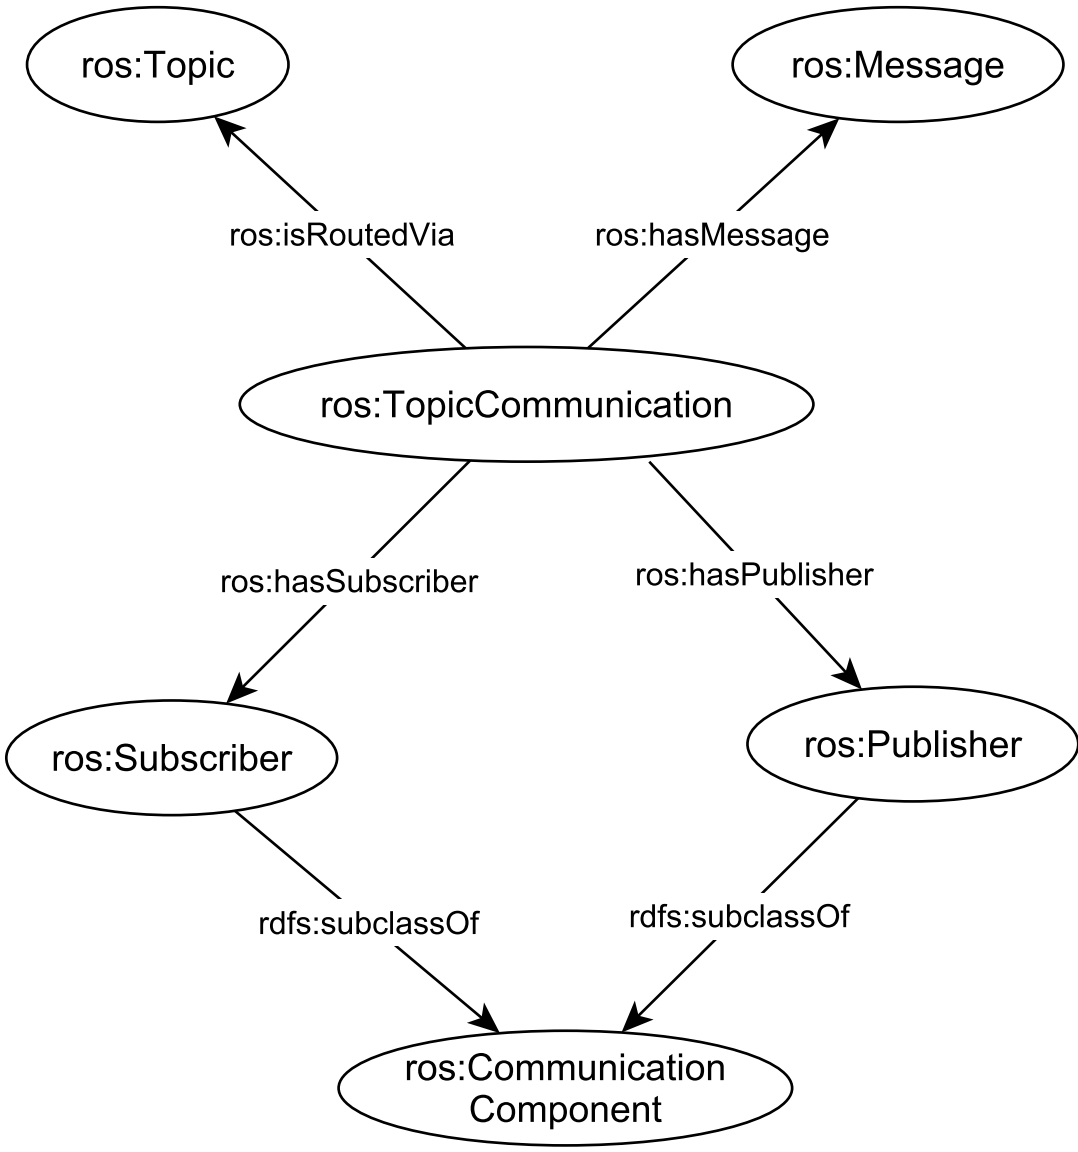 ros:Topic
ros:Message
ros:isRoutedVia
ros:hasMessage
ros:TopicCommunication
ros:hasSubscriber
ros:hasPublisher
ros:Subscriber
ros:Publisher
rdfs:subclassOf
rdfs:subclassOf
ros:Communication
Component